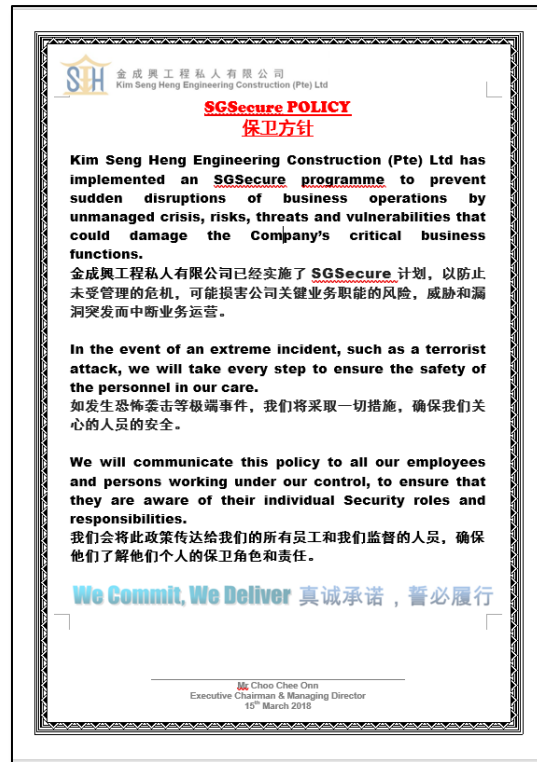 SH
金成興工程私人有限公司
Kim Seng Heng Engineering Construction (Pte) Ltd
SGSecure POLICY
保卫方针
Kim Seng Heng Engineering Construction (Pte) Ltd has
implemented an SGSecure programme to prevent
sudden disruptions of business operations by
unmanaged crisis, risks, threats and vulnerabilities that
could damage the Company's critical business
functions.
金成興工程私人有限公司已经实施了 SGSecure 计划，以防止
未受管理的危机，可能损害公司关键业务职能的风险，威胁和漏
洞突发而中断业务运营。
In the event of an extreme incident, such as a terrorist
attack, we will take every step to ensure the safety of
the personnel in our care.
如发生恐怖袭击等极端事件，我们将采取一切措施，确保我们关
心的人员的安全。
We will communicate this policy to all our employees
and persons working under our control, to ensure that
they are aware of their individual Security roles and
responsibilities.
我们会将此政策传达给我们的所有员工和我们监督的人员，确保
他们了解他们个人的保卫角色和责任。
We Commit, We Deliver 真诚承诺，誓必履行
Mr Choo Chee Onn
Executive Chairman & Managing Director
15th March 2018